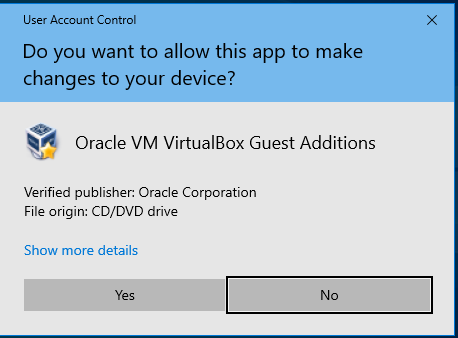 User Account Control
Do you want to allow this app to make
changes to your device?
Oracle VM VirtualBox Guest Additions
Verified publisher: Oracle Corporation
File origin: CD/DVD drive
Show more details
Yes
No